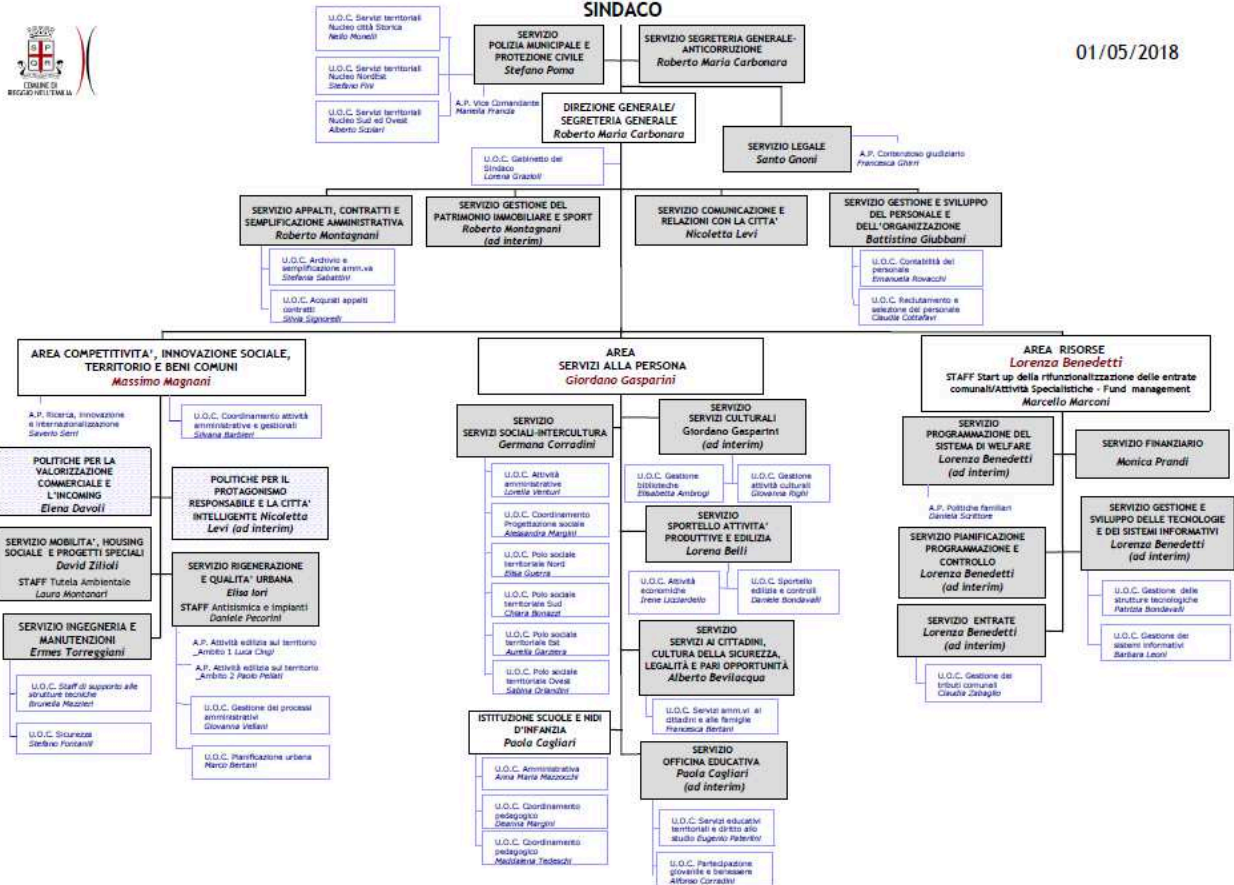 SINDACO
01/05/2018
S P
Q R
COMUNE DI
REGGIO NELL'EMILIA
U.O.C. Servizi territoriali
Nucleo città Storica
Nello Monelli
U.O.C. Servizi territoriali
Nucleo NordEst
Stefano Fini
U.O.C. Servizi territoriali
Nucleo Sud ed Ovest
Alberto Scolari
A.P. Vice Comandante
Mariella Francia
SERVIZIO
POLIZIA MUNICIPALE E
PROTEZIONE CIVILE
Stefano Poma
SERVIZIO SEGRETERIA GENERALE-
ANTICORRUZIONE
Roberto Maria Carbonara
DIREZIONE GENERALE/
SEGRETERIA GENERALE
Roberto Maria Carbonara
SERVIZIO LEGALE
Santo Gnoni
A.P. Contenzioso giudiziario
Francesca Ghirri
U.O.C. Gabinetto del
Sindaco
Lorena Grazioli
SERVIZIO APPALTI, CONTRATTI E
SEMPLIFICAZIONE AMMINISTRATIVA
Roberto Montagnani
U.O.C. Archivio e
semplificazione amm.va
Stefania Sabattini
U.O.C. Acquisti appalti
contratti
Silvia Signorelli
SERVIZIO GESTIONE DEL
PATRIMONIO IMMOBILIARE E SPORT
Roberto Montagnani
(ad interim)
SERVIZIO COMUNICAZIONE E
RELAZIONI CON LA CITTA'
Nicoletta Levi
SERVIZIO GESTIONE E SVILUPPO
DEL PERSONALE E
DELL'ORGANIZZAZIONE
Battistina Giubbani
U.O.C. Contabilità del
personale
Emanuela Rovacchi
U.O.C. Reclutamento e
selezione del personale
Claudia Cottafavi
AREA COMPETITIVITA', INNOVAZIONE SOCIALE,
TERRITORIO E BENI COMUNI
Massimo Magnani
A.P. Ricerca, innovazione
e internazionalizzazione
Saverio Serri
U.O.C. Coordinamento attività
amministrative e gestionali
Silvana Barbieri
POLITICHE PER LA
VALORIZZAZIONE
COMMERCIALE E
L'INCOMING
Elena Davoli
POLITICHE PER IL
PROTAGONISMO
RESPONSABILE E LA CITTA'
INTELLIGENTE Nicoletta
Levi (ad interim)
SERVIZIO MOBILITA', HOUSING
SOCIALE E PROGETTI SPECIALI
David Zilioli
STAFF Tutela Ambientale
Laura Montanari
SERVIZIO RIGENERAZIONE
E QUALITA' URBANA
Elisa Iori
STAFF Antisismica e Impianti
Daniele Pecorini
SERVIZIO INGEGNERIA E
MANUTENZIONI
Ermes Torreggiani
U.O.C. Staff di supporto alle
strutture tecniche
Brunella Mazzieri
U.O.C. Sicurezza
Stefano Fontanili
A.P. Attività edilizia sul territorio
_Ambito 1 Luca Cingi
A.P. Attività edilizia sul territorio
_Ambito 2 Paolo Pellati
U.O.C. Gestione dei processi
amministrativi
Giovanna Vellani
U.O.C. Pianificazione urbana
Marco Bertani
AREA
SERVIZI ALLA PERSONA
Giordano Gasparini
SERVIZIO
SERVIZI SOCIALI-INTERCULTURA
Germana Corradini
U.O.C. Attività
amministrative
Lorella Venturi
U.O.C. Coordinamento
Progettazione sociale
Alessandra Margini
U.O.C. Polo sociale
territoriale Nord
Elisa Guerra
U.O.C. Polo sociale
territoriale Sud
Chiara Bonazzi
U.O.C. Polo sociale
territoriale Est
Aurelia Garziera
U.O.C. Polo sociale
territoriale Ovest
Sabina Orlandini
ISTITUZIONE SCUOLE E NIDI
D'INFANZIA
Paola Cagliari
U.O.C. Amministrativa
Anna Maria Mazzocchi
U.O.C. Coordinamento
pedagogico
Deanna Margini
U.O.C. Coordinamento
pedagogico
Maddalena Tedeschi
SERVIZIO
SERVIZI CULTURALI
Giordano Gasparini
(ad interim)
U.O.C. Gestione
biblioteche
Elisabetta Ambrogi
U.O.C. Gestione
attività culturali
Giovanna Righi
SERVIZIO
SPORTELLO ATTIVITA'
PRODUTTIVE E EDILIZIA
Lorena Belli
U.O.C. Attività
economiche
Irene Licciardello
U.O.C. Sportello
edilizia e controlli
Daniele Bondavalli
SERVIZIO
SERVIZI AI CITTADINI,
CULTURA DELLA SICUREZZA,
LEGALITÀ E PARI OPPORTUNITÀ
Alberto Bevilacqua
U.O.C. Servizi amm.vi ai
cittadini e alle famiglie
Francesca Bertani
SERVIZIO
OFFICINA EDUCATIVA
Paola Cagliari
(ad interim)
U.O.C. Servizi educativi
territoriali e diritto allo
studio Eugenio Paterlini
U.O.C. Partecipazione
giovanile e benessere
Alfonso Corradini
AREA RISORSE
Lorenza Benedetti
STAFF Start up della rifunzionalizzazione delle entrate
comunali/Attività Specialistiche - Fund management
Marcello Marconi
SERVIZIO
PROGRAMMAZIONE DEL
SISTEMA DI WELFARE
Lorenza Benedetti
(ad interim)
A.P. Politiche familiari
Daniela Scrittore
SERVIZIO FINANZIARIO
Monica Prandi
SERVIZIO PIANIFICAZIONE
PROGRAMMAZIONE E
CONTROLLO
Lorenza Benedetti
(ad interim)
SERVIZIO GESTIONE E
SVILUPPO DELLE TECNOLOGIE
E DEI SISTEMI INFORMATIVI
Lorenza Benedetti
(ad interim)
U.O.C. Gestione delle
strutture tecnologiche
Patrizia Bondavalli
U.O.C. Gestione dei
sistemi informativi
Barbara Leoni
SERVIZIO ENTRATE
Lorenza Benedetti
(ad interim)
U.O.C. Gestione dei
tributi comunali
Claudia Zabaglio